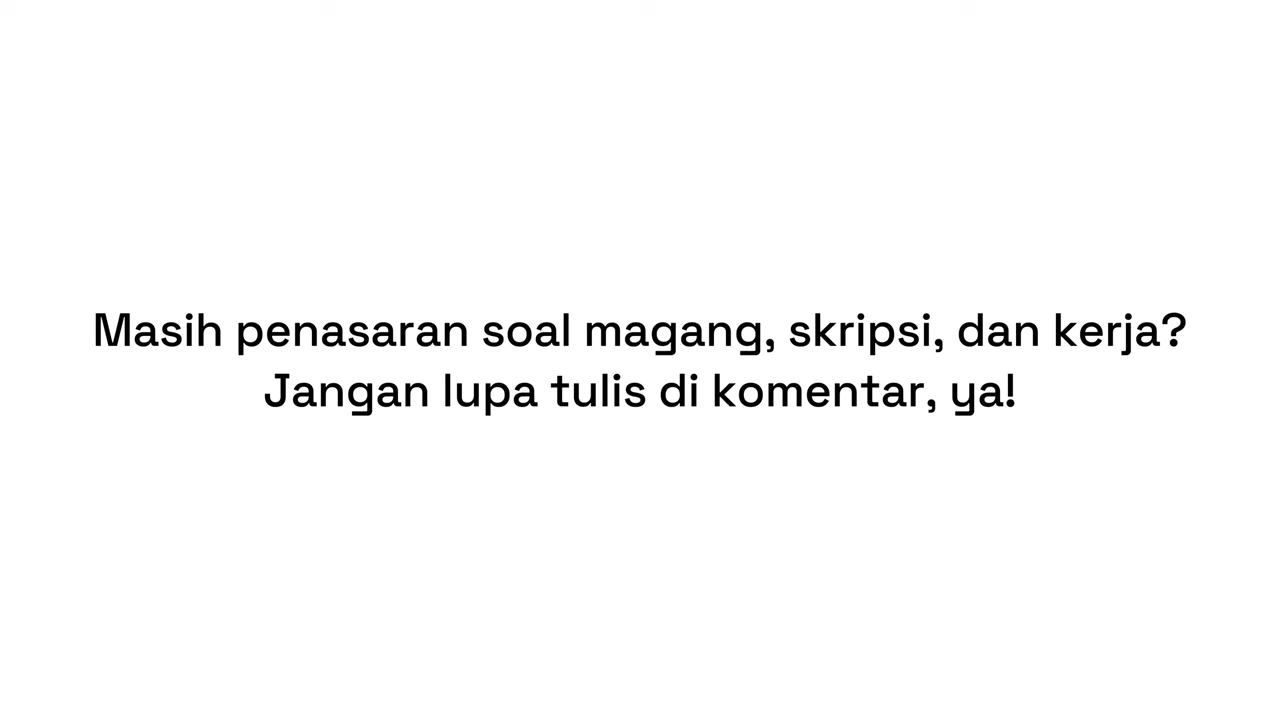 Masih penasaran soal magang, skripsi, dan kerja?
Jangan lupa tulis di komentar, ya!